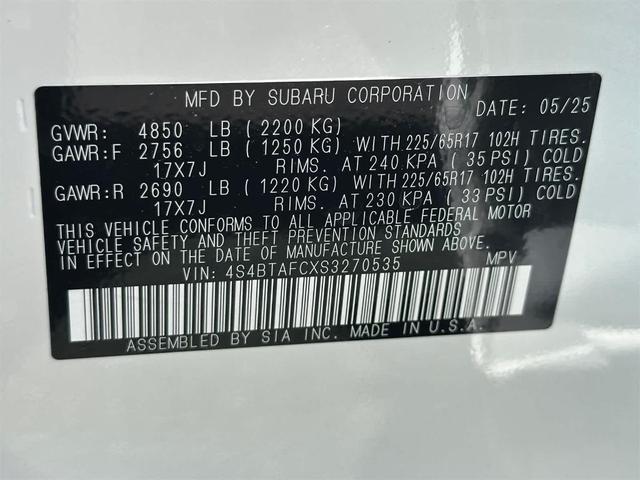 MFD BY SUBARU CORPORATION DATE: 05/25
GVWR: 4850 LB ( 2200 KG)
GAWR:F 2756 LB ( 1250 KG) WITH 225/65R17 102H TIRES.
17X7J RIMS. AT 240 KPA ( 35 PSI) COLD
GAWR:R 2690 LB ( 1220 KG) WITH 225/65R17 102H TIRES.
17X7J RIMS. AT 230 KPA ( 33 PSI) COLD
THIS VEHICLE CONFORMS TO ALL APPLICABLE FEDERAL MOTOR
VEHICLE SAFETY AND THEFT PREVENTION STANDARDS
IN EFFECT ON THE DATE OF MANUFACTURE SHOWN ABOVE.
VIN: 4S4BTAFCXS3270535 MPV
ASSEMBLED BY SIA INC. MADE IN U.S.A.